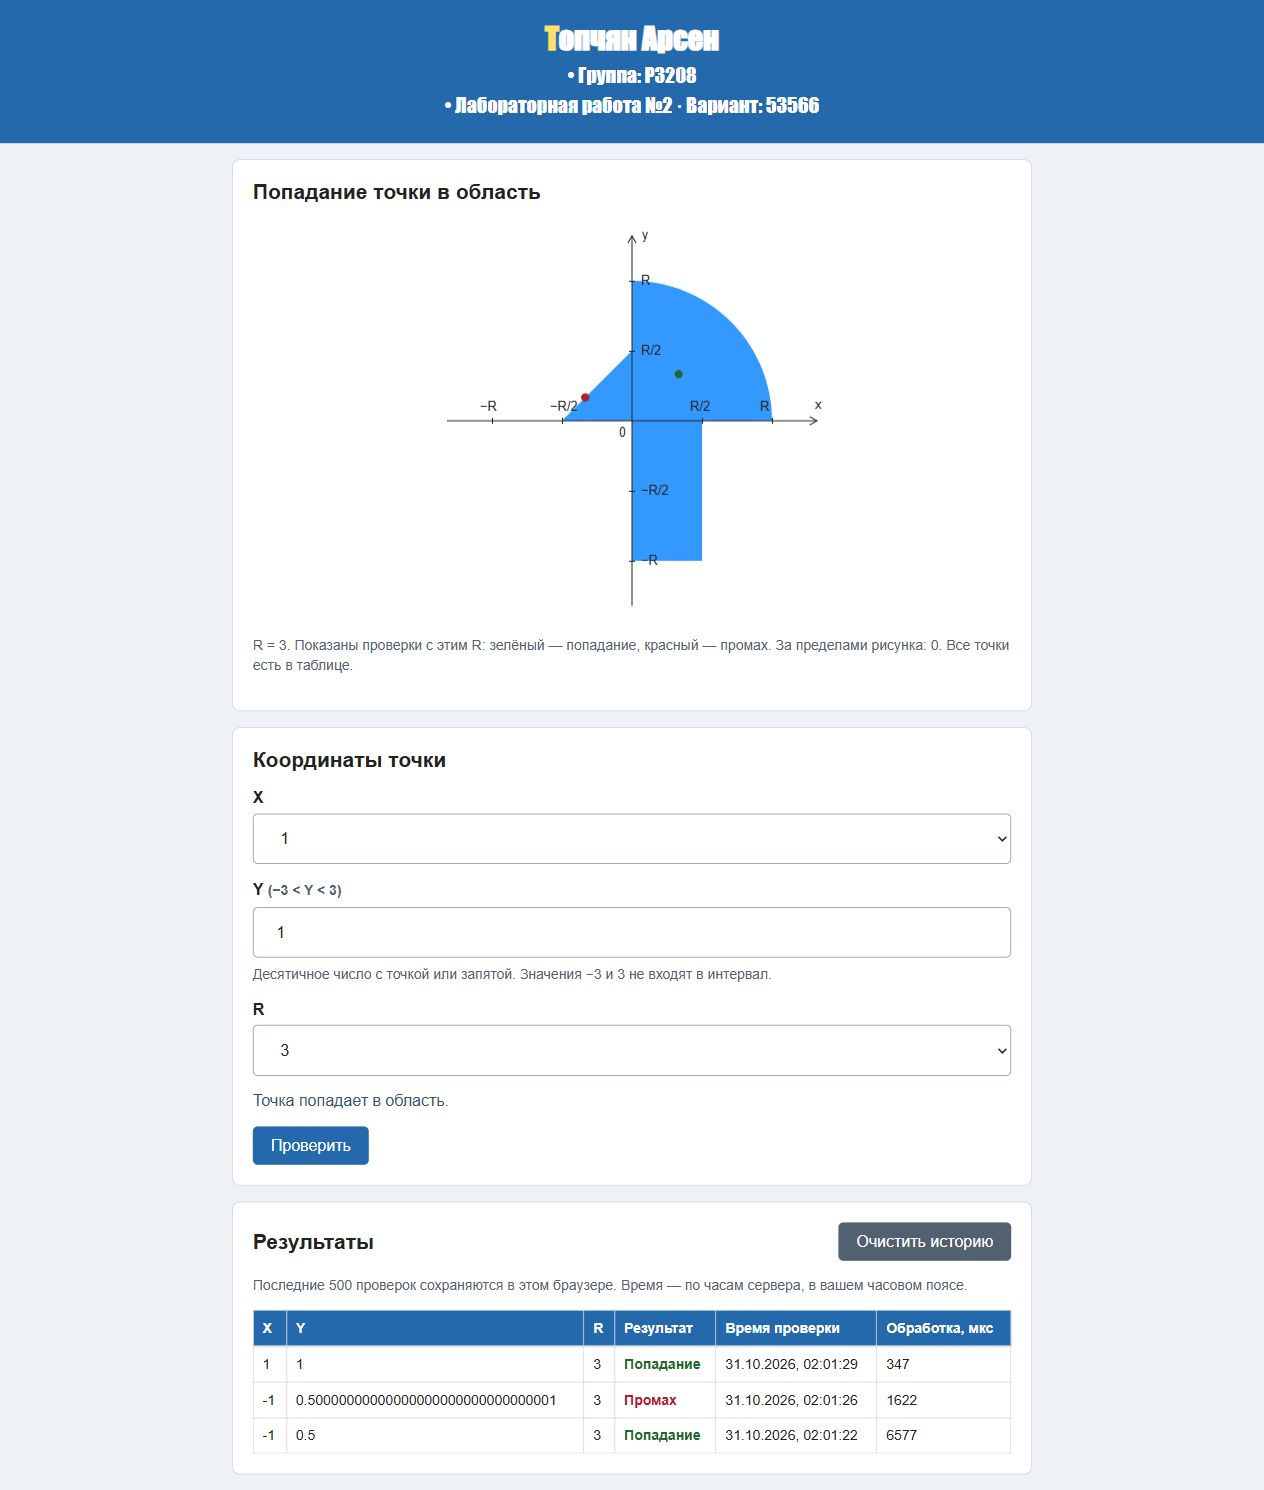 Топчян Арсен
• Группа: P3208
• Лабораторная работа №2 · Вариант: 53566
Попадание точки в область
y
R
R/2
−R
−R/2
R/2
R
x
0
−R/2
−R
R = 3. Показаны проверки с этим R: зелёный — попадание, красный — промах. За пределами рисунка: 0. Все точки
есть в таблице.
Координаты точки
X
1
Y (−3 < Y < 3)
1
Десятичное число с точкой или запятой. Значения −3 и 3 не входят в интервал.
R
3
Точка попадает в область.
Проверить
Результаты
Очистить историю
Последние 500 проверок сохраняются в этом браузере. Время — по часам сервера, в вашем часовом поясе.
X Y R Результат Время проверки Обработка, мкс
1 1 3 Попадание 31.10.2026, 02:01:29 347
-1 0.50000000000000000000000000000001 3 Промах 31.10.2026, 02:01:26 1622
-1 0.5 3 Попадание 31.10.2026, 02:01:22 6577